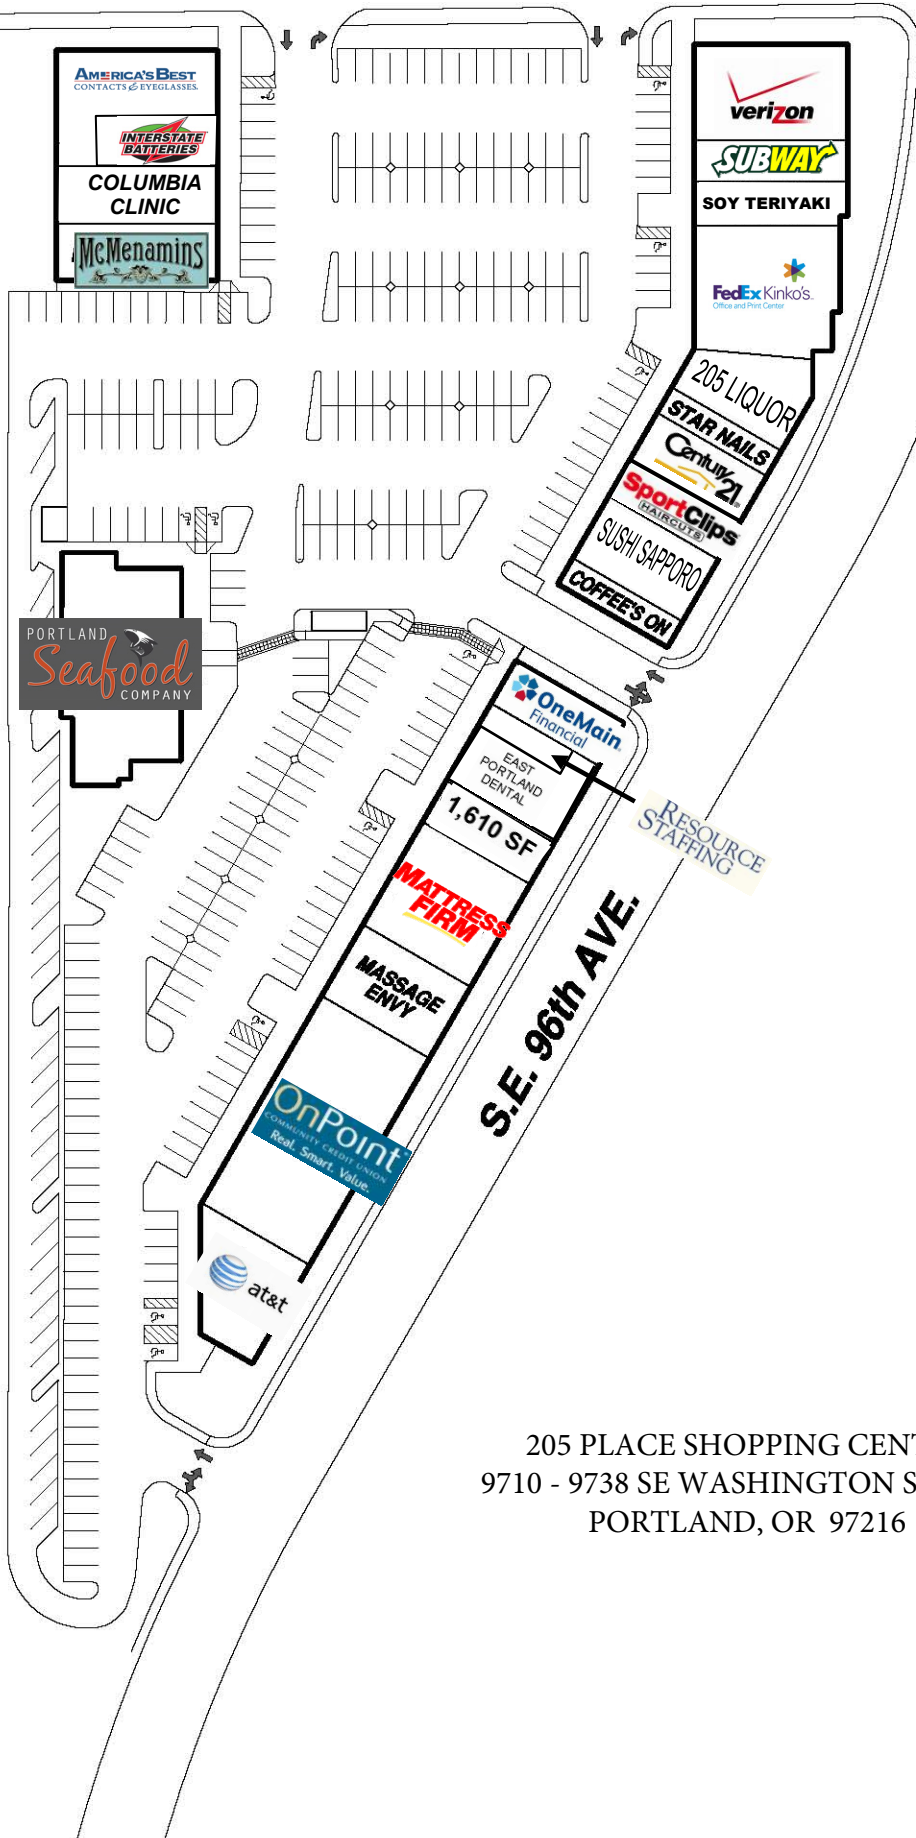 AMERICA'S BEST
CONTACTS & EYEGLASSES.
INTERSTATE
BATTERIES
COLUMBIA
CLINIC
McMenamins
verizon
SUBWAY
SOY TERIYAKI
FedEx Kinko's.
Office and Print Center
205 LIQUOR
STAR NAILS
Century
21
SportClips
HAIRCUTS
SUSHI SAPPORO
COFFEE'S ON
PORTLAND
Seafood
COMPANY
OneMain
Financial
EAST
PORTLAND
DENTAL
1,610 SF
RESOURCE
STAFFING
MATTRESS
FIRM
MASSAGE
ENVY
S.E. 96th AVE.
OnPoint
COMMUNITY CREDIT UNION
Real. Smart. Value.
at&t
205 PLACE SHOPPING CENT
9710 - 9738 SE WASHINGTON S
PORTLAND, OR 97216